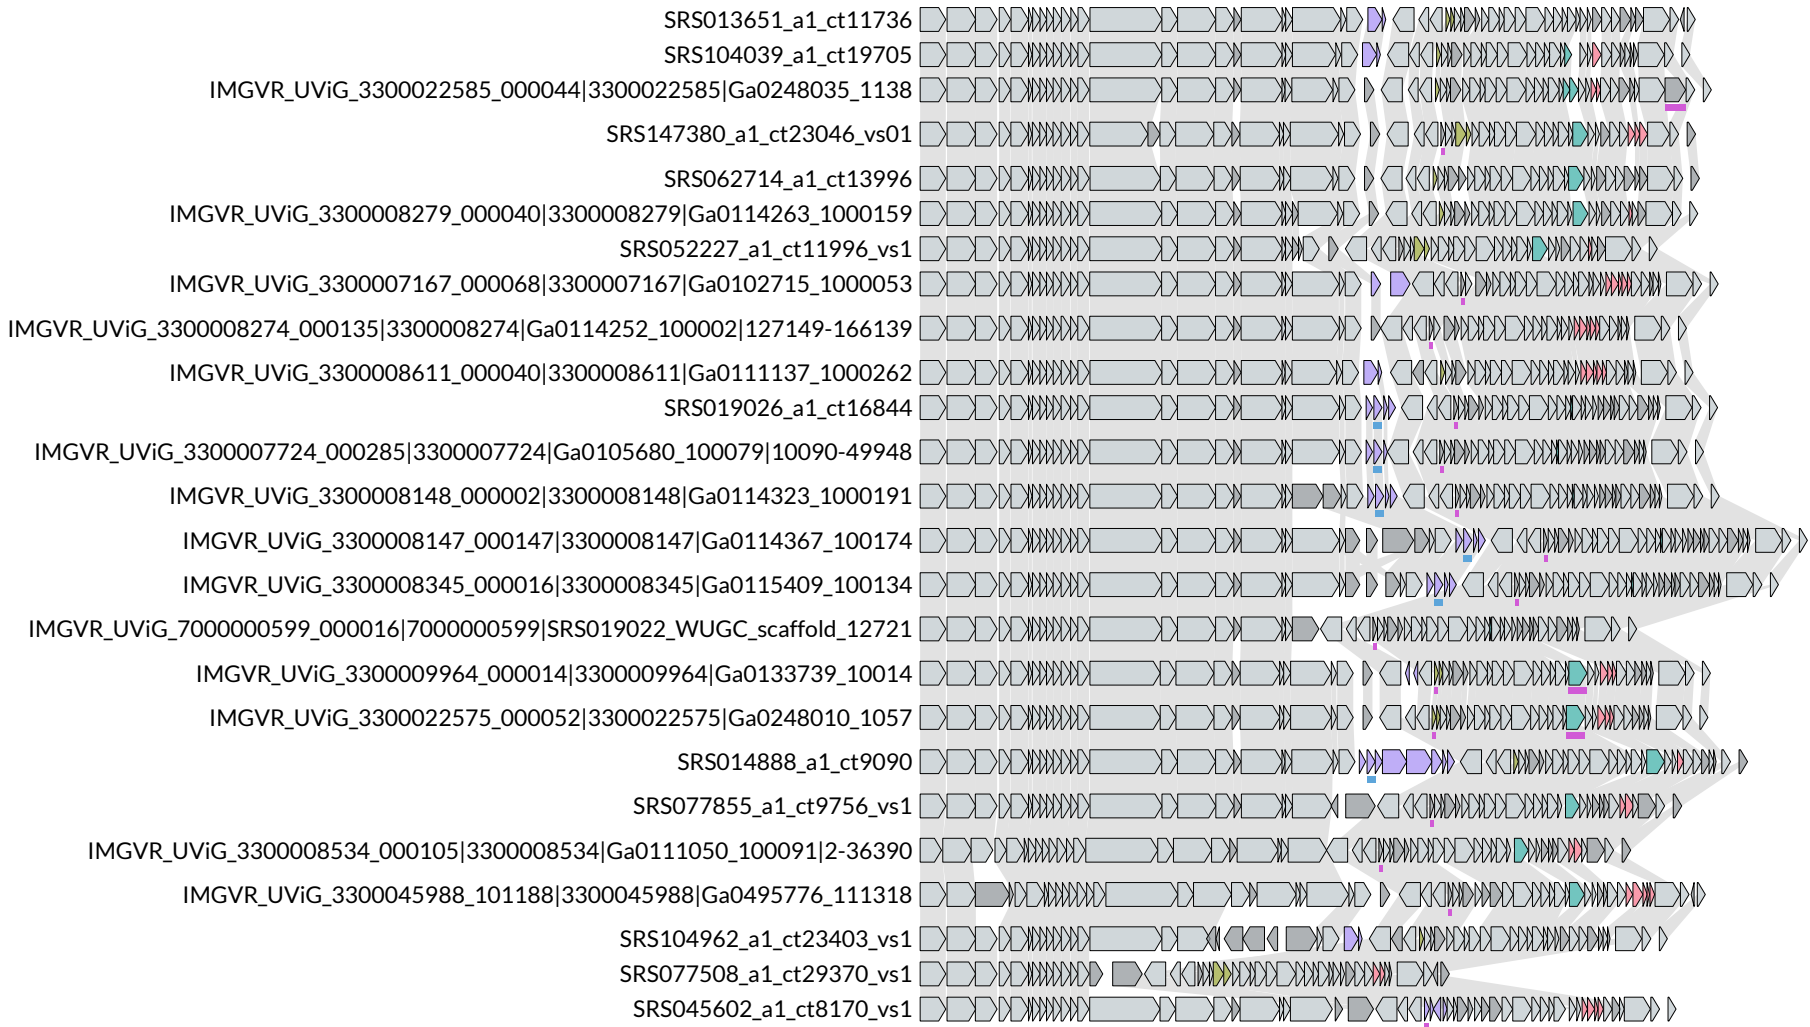 SRS013651_a1_ct11736
SRS104039_a1_ct19705
IMGVR_UViG_3300022585_000044|3300022585|Ga0248035_1138
SRS147380_a1_ct23046_vs01
SRS062714_a1_ct13996
IMGVR_UViG_3300008279_000040|3300008279|Ga0114263_1000159
SRS052227_a1_ct11996_vs1
IMGVR_UViG_3300007167_000068|3300007167|Ga0102715_1000053
IMGVR_UViG_3300008274_000135|3300008274|Ga0114252_100002|127149-166139
IMGVR_UViG_3300008611_000040|3300008611|Ga0111137_1000262
SRS019026_a1_ct16844
IMGVR_UViG_3300007724_000285|3300007724|Ga0105680_100079|10090-49948
IMGVR_UViG_3300008148_000002|3300008148|Ga0114323_1000191
IMGVR_UViG_3300008147_000147|3300008147|Ga0114367_100174
IMGVR_UViG_3300008345_000016|3300008345|Ga0115409_100134
IMGVR_UViG_7000000599_000016|7000000599|SRS019022_WUGC_scaffold_12721
IMGVR_UViG_3300009964_000014|3300009964|Ga0133739_10014
IMGVR_UViG_3300022575_000052|3300022575|Ga0248010_1057
SRS014888_a1_ct9090
SRS077855_a1_ct9756_vs1
IMGVR_UViG_3300008534_000105|3300008534|Ga0111050_100091|2-36390
IMGVR_UViG_3300045988_101188|3300045988|Ga0495776_111318
SRS104962_a1_ct23403_vs1
SRS077508_a1_ct29370_vs1
SRS045602_a1_ct8170_vs1